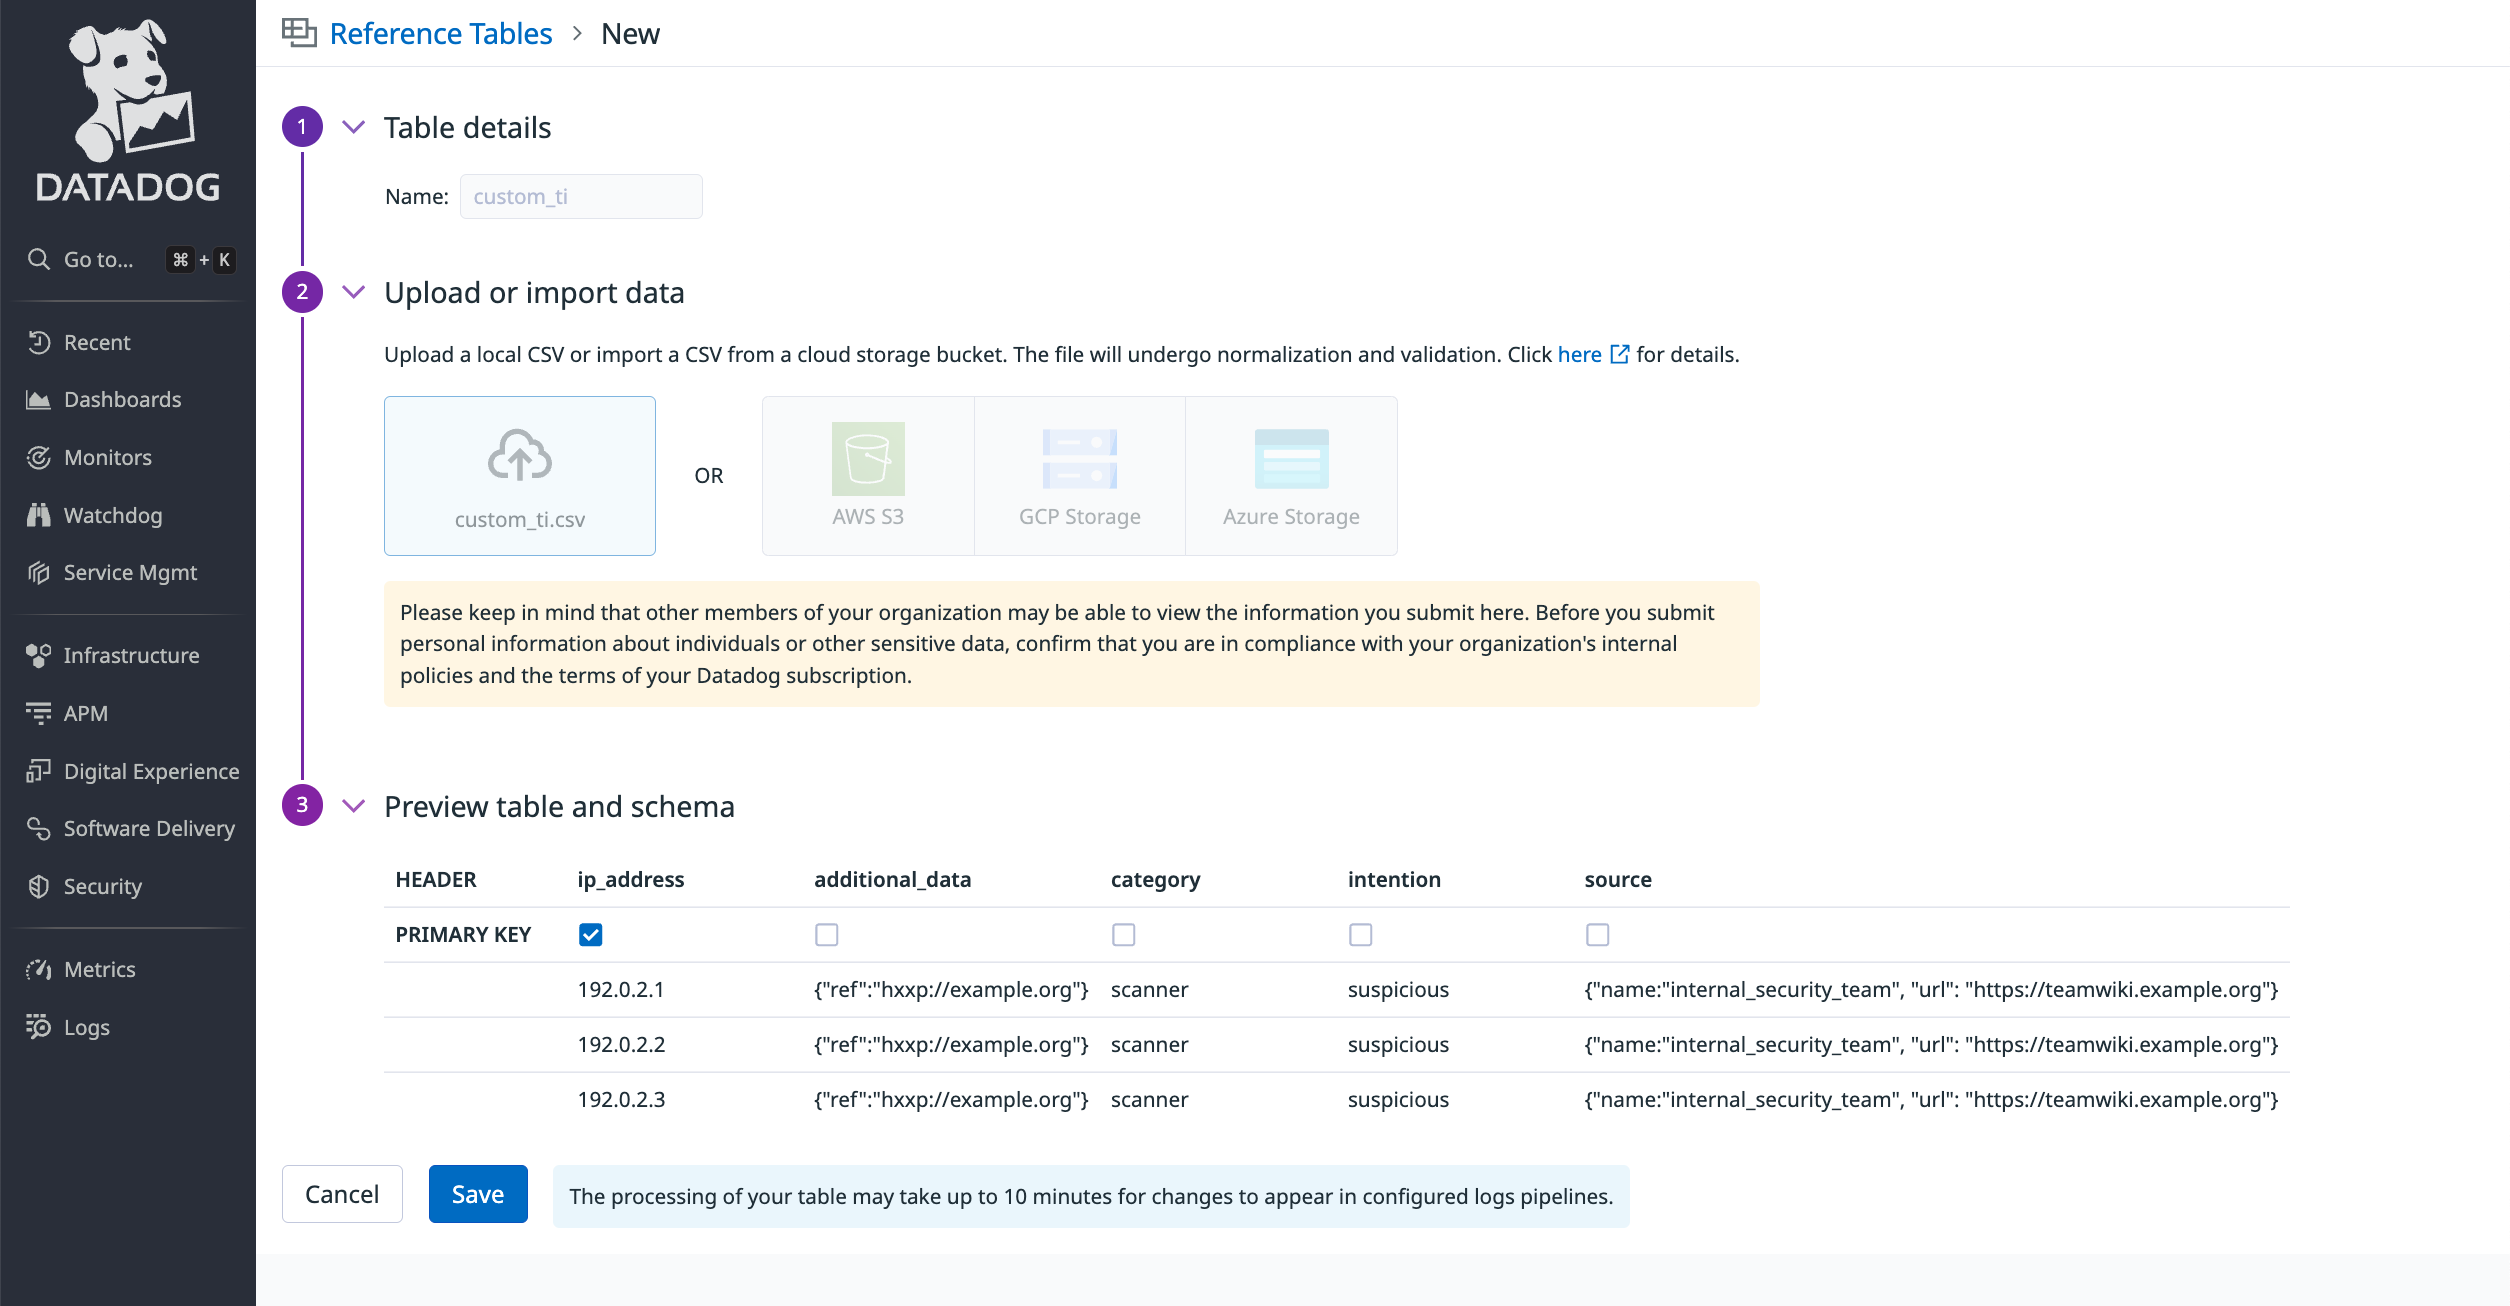 DATADOG
Go to... ⌘ + K
Recent
Dashboards
Monitors
Watchdog
Service Mgmt
Infrastructure
APM
Digital Experience
Software Delivery
Security
Metrics
Logs
Reference Tables > New
1 Table details
Name: custom_ti
2 Upload or import data
Upload a local CSV or import a CSV from a cloud storage bucket. The file will undergo normalization and validation. Click here for details.
custom_ti.csv OR AWS S3 GCP Storage Azure Storage
Please keep in mind that other members of your organization may be able to view the information you submit here. Before you submit
personal information about individuals or other sensitive data, confirm that you are in compliance with your organization's internal
policies and the terms of your Datadog subscription.
3 Preview table and schema
HEADER ip_address additional_data category intention source
PRIMARY KEY
192.0.2.1 {"ref":"hxxp://example.org"} scanner suspicious {"name:"internal_security_team", "url": "https://teamwiki.example.org"}
192.0.2.2 {"ref":"hxxp://example.org"} scanner suspicious {"name:"internal_security_team", "url": "https://teamwiki.example.org"}
192.0.2.3 {"ref":"hxxp://example.org"} scanner suspicious {"name:"internal_security_team", "url": "https://teamwiki.example.org"}
Cancel Save The processing of your table may take up to 10 minutes for changes to appear in configured logs pipelines.